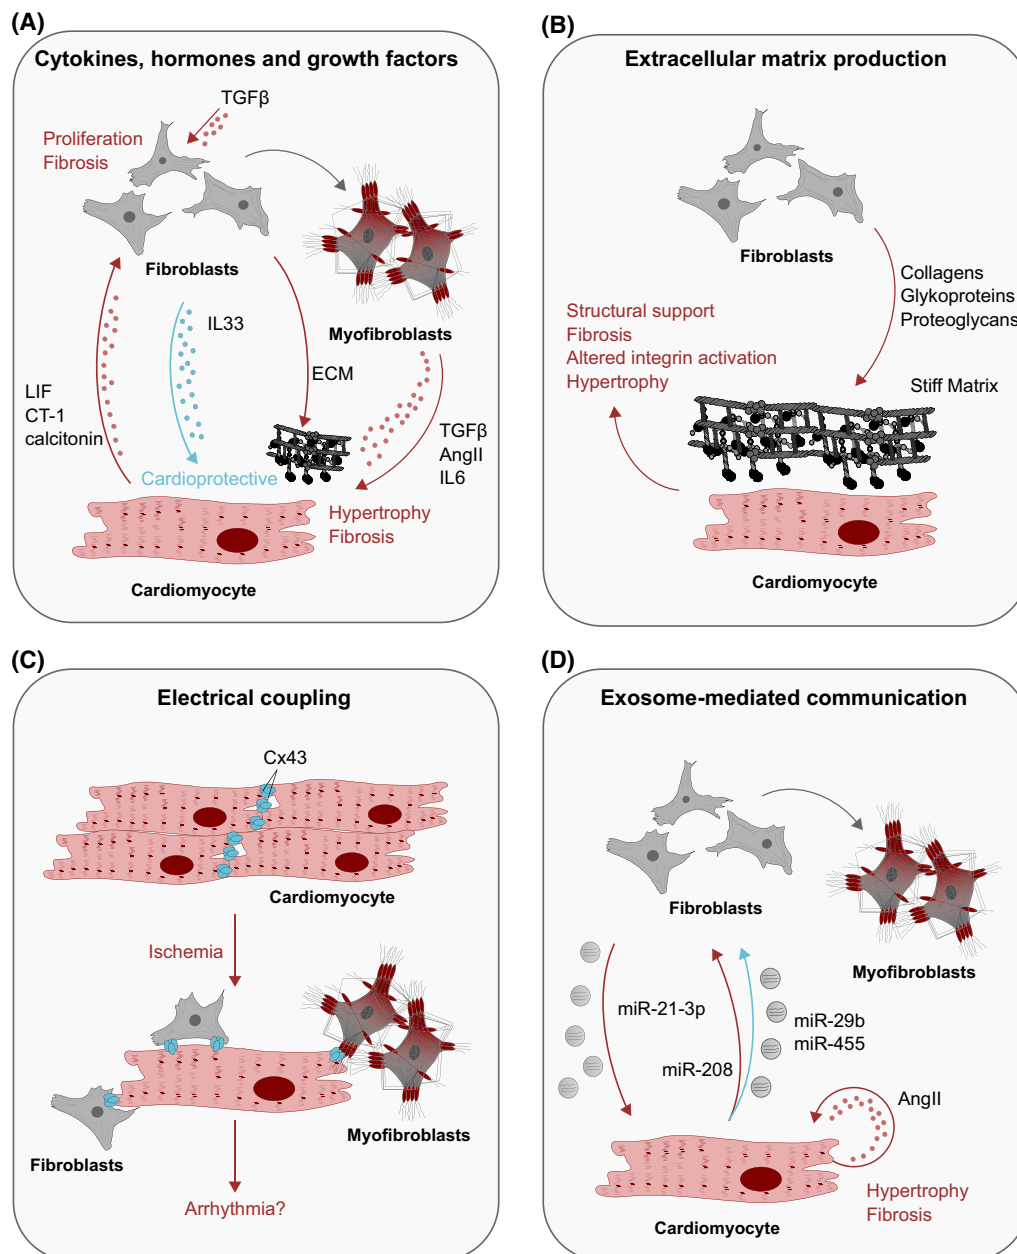 (A)
Cytokines, hormones and growth factors
TGFβ
Proliferation
Fibrosis
Fibroblasts
Myofibroblasts
IL33
ECM
LIF
CT-1
calcitonin
TGFβ
AngII
IL6
Cardioprotective
Hypertrophy
Fibrosis
Cardiomyocyte
(B)
Extracellular matrix production
Fibroblasts
Collagens
Glykoproteins
Proteoglycans
Structural support
Fibrosis
Altered integrin activation
Hypertrophy
Stiff Matrix
Cardiomyocyte
(C)
Electrical coupling
Cx43
Cardiomyocyte
Ischemia
Myofibroblasts
Fibroblasts
Arrhythmia?
(D)
Exosome-mediated communication
Fibroblasts
Myofibroblasts
miR-21-3p
miR-29b
miR-455
miR-208
AngII
Hypertrophy
Fibrosis
Cardiomyocyte